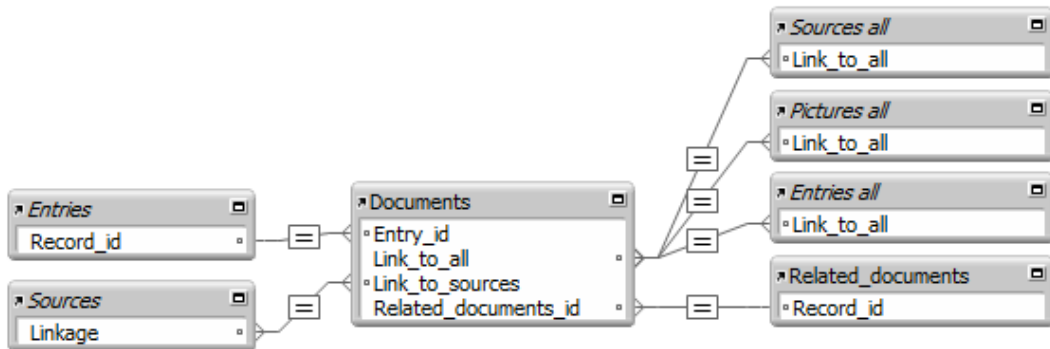 Sources all
Link_to_all
Pictures all
Link_to_all
Entries all
Link_to_all
Entries
Record_id
Documents
Entry_id
Link_to_all
Link_to_sources
Related_documents_id
Sources
Linkage
Related_documents
Record_id
=
=
=
=
=
=